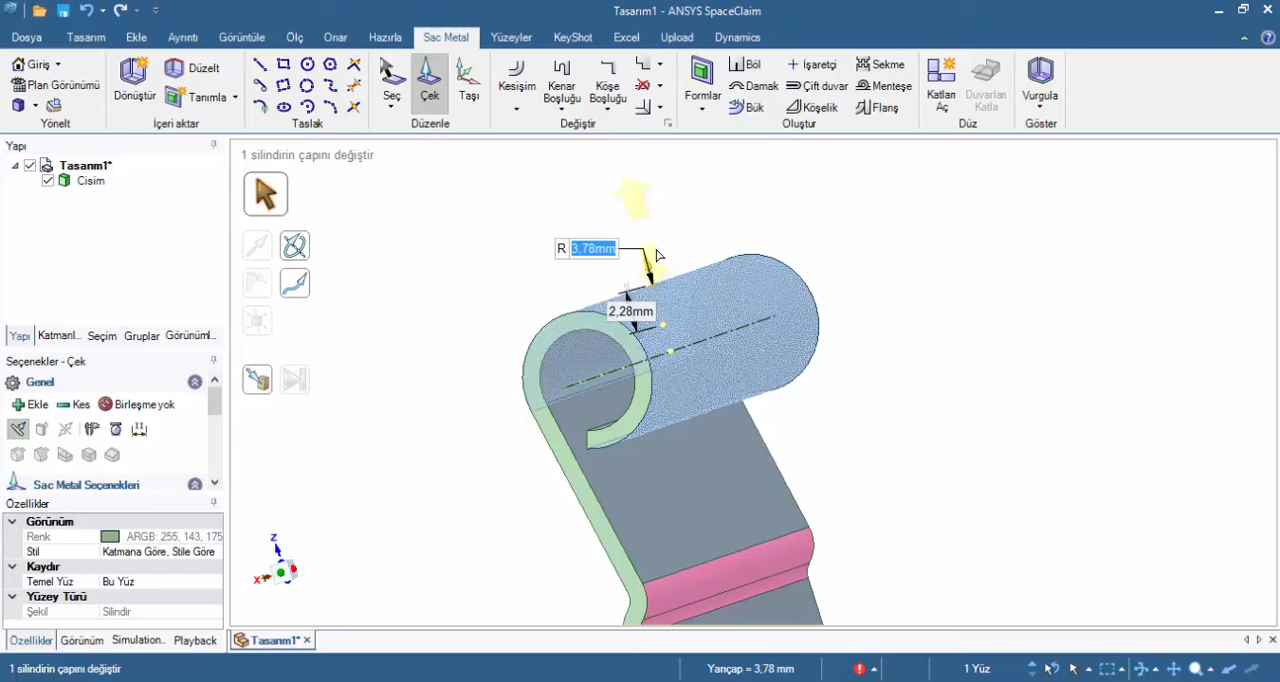 Tasarım1 - ANSYS SpaceClaim
Dosya Tasarım Ekle Ayrıntı Görüntüle Ölç Onar Hazırla Sac Metal Yüzeyler KeyShot Excel Upload Dynamics
Giriş
Plan Görünümü
Yönelt
Dönüştür
Düzelt
Tanımla
İçeri aktar
Taslak
Seç
Çek
Taşı
Düzenle
Kesişim
Kenar Boşluğu
Köşe Boşluğu
Değiştir
Formlar
Böl
İşaretçi
Sekme
Damak
Çift duvar
Menteşe
Bük
Köşelik
Flanş
Oluştur
Katları Aç
Duvarları Katla
Düz
Vurgula
Göster
Yapı
Tasarım1*
Cisim
Yapı Katmanl... Seçim Gruplar Görünüml...
Seçenekler - Çek
Genel
Ekle Kes Birleşme yok
Sac Metal Seçenekleri
Özellikler
Görünüm
Renk ARGB: 255, 143, 175
Stil Katmana Göre, Stile Göre
Kaydır
Temel Yüz Bu Yüz
Yüzey Türü
Şekil Silindir
Özellikler Görünüm Simulation... Playback
1 silindirin çapını değiştir
R 3,78mm
2,28mm
Z
X
Tasarım1*
1 silindirin çapını değiştir
Yarıçap = 3,78 mm
1 Yüz